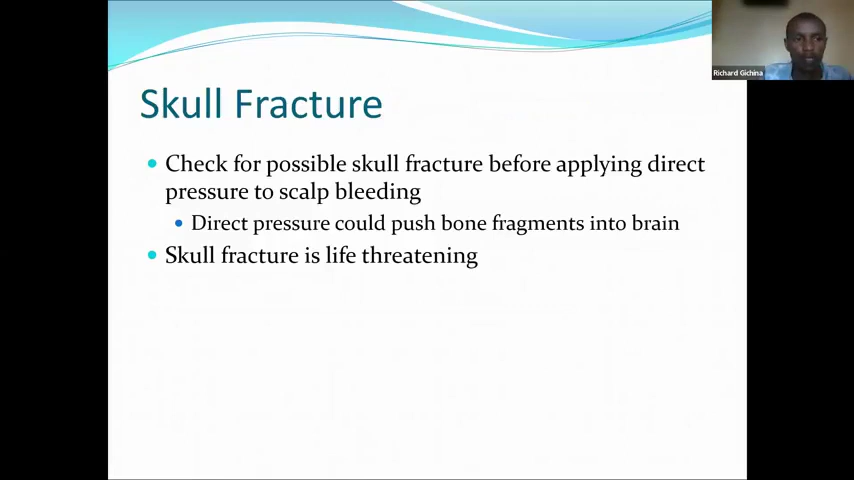 Richard Gichina
Skull Fracture
• Check for possible skull fracture before applying direct
pressure to scalp bleeding
• Direct pressure could push bone fragments into brain
• Skull fracture is life threatening